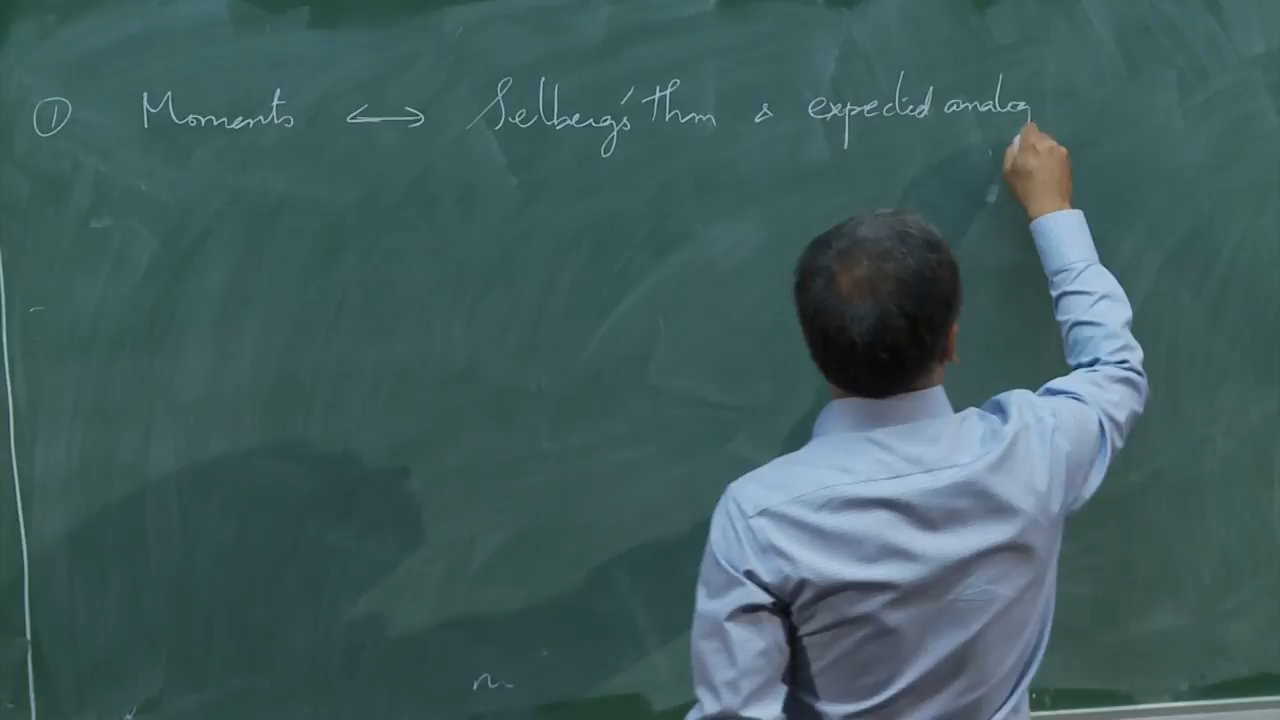 ① Moments ⟷ Selberg's Thm & expected analog